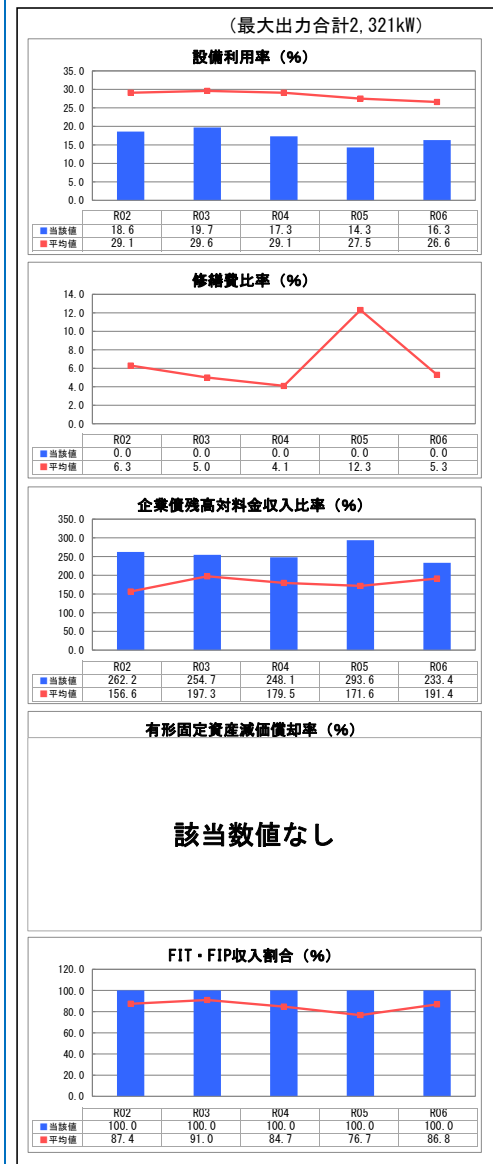 （最大出力合計2,321kW）
設備利用率（％）
35.0
30.0
25.0
20.0
15.0
10.0
5.0
0.0
R02 R03 R04 R05 R06
当該値 18.6 19.7 17.3 14.3 16.3
平均値 29.1 29.6 29.1 27.5 26.6
修繕費比率（％）
14.0
12.0
10.0
8.0
6.0
4.0
2.0
0.0
R02 R03 R04 R05 R06
当該値 0.0 0.0 0.0 0.0 0.0
平均値 6.3 5.0 4.1 12.3 5.3
企業債残高対料金収入比率（％）
350.0
300.0
250.0
200.0
150.0
100.0
50.0
0.0
R02 R03 R04 R05 R06
当該値 262.2 254.7 248.1 293.6 233.4
平均値 156.6 197.3 179.5 171.6 191.4
有形固定資産減価償却率（％）
該当数値なし
FIT・FIP収入割合（％）
120.0
100.0
80.0
60.0
40.0
20.0
0.0
R02 R03 R04 R05 R06
当該値 100.0 100.0 100.0 100.0 100.0
平均値 87.4 91.0 84.7 76.7 86.8